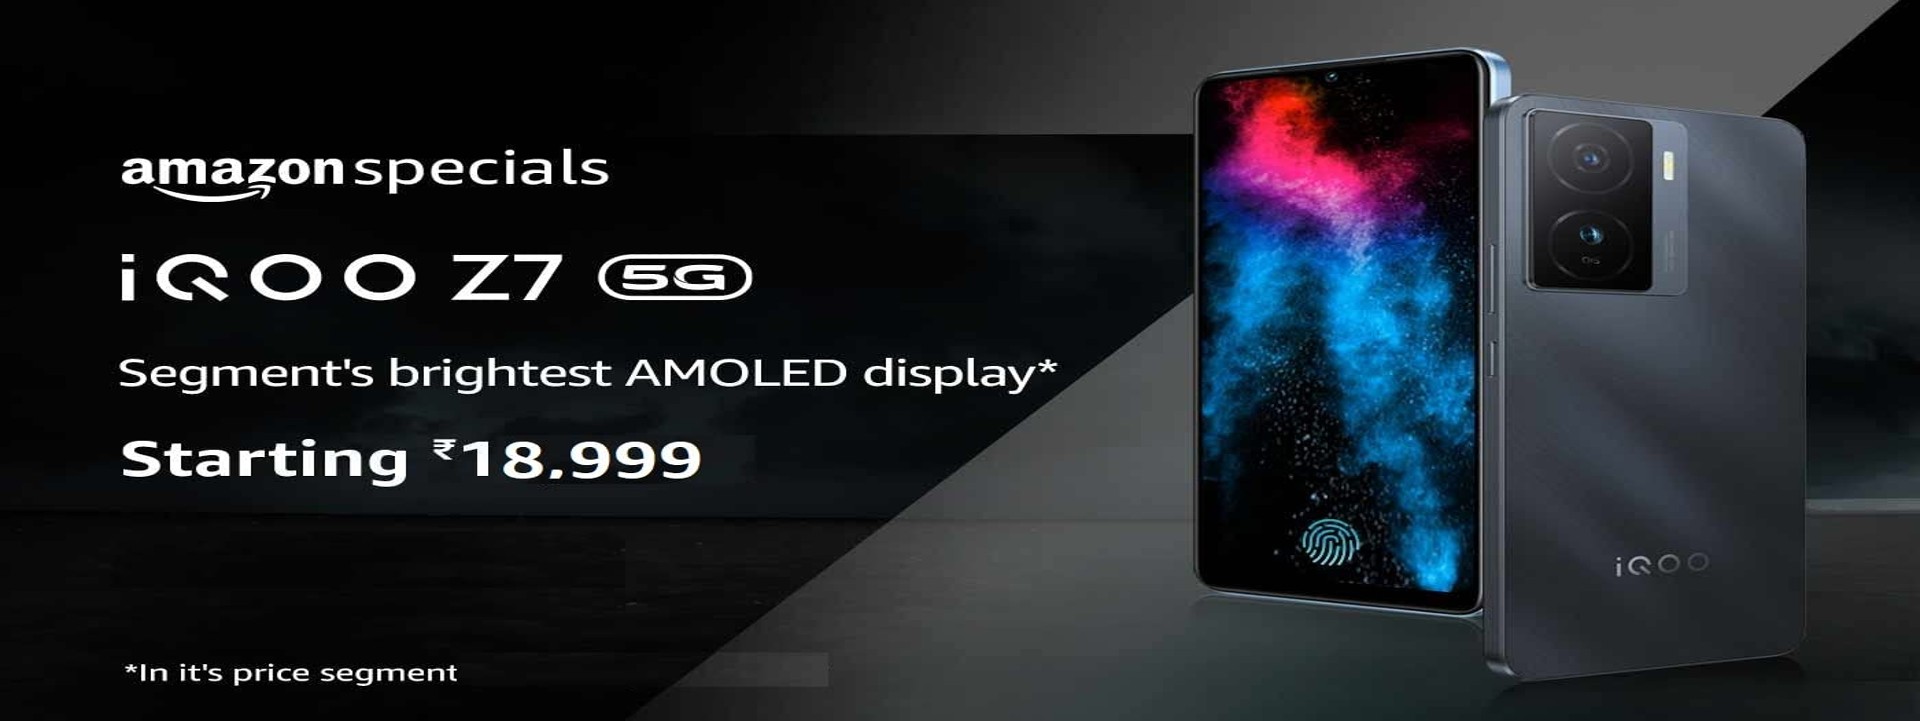 amazon specials
iQOO Z7 5G
Segment's brightest AMOLED display*
Starting ₹18,999
*In it's price segment
iQOO